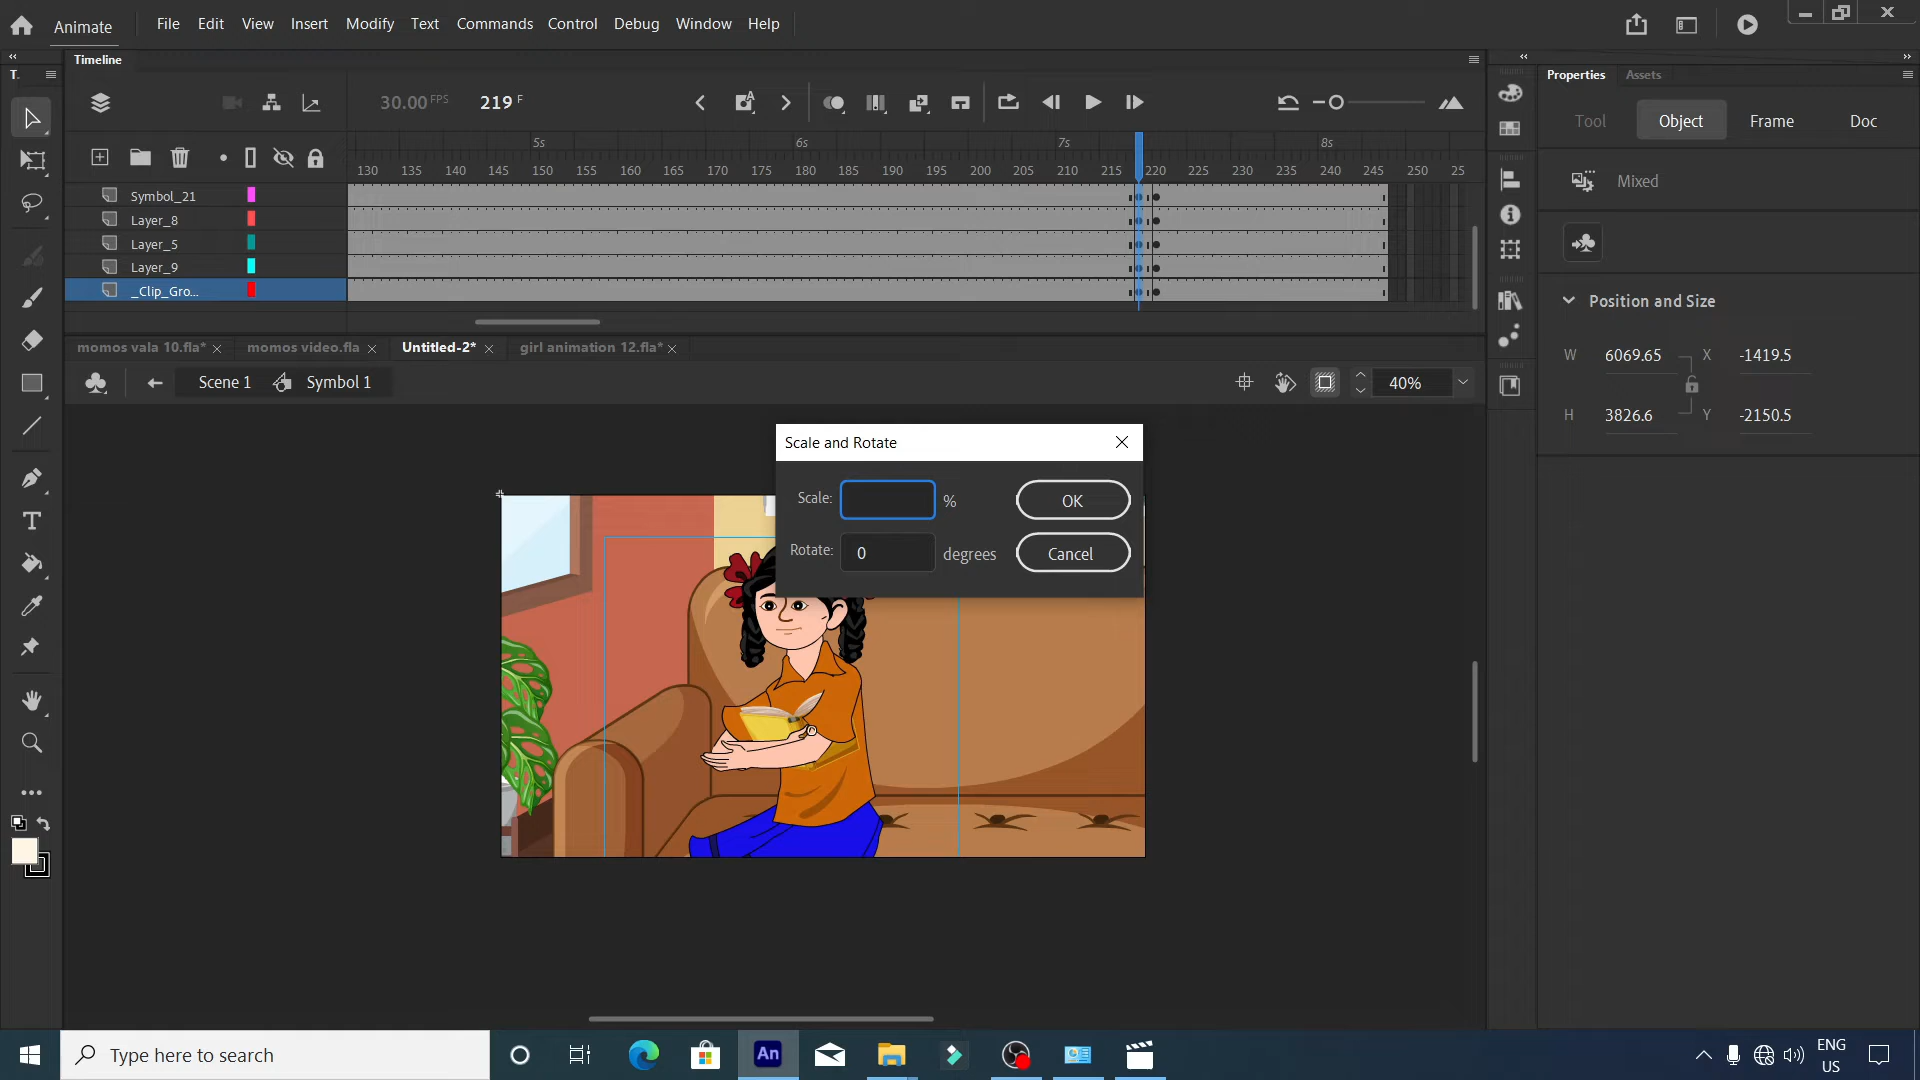 Animate File Edit View Insert Modify Text Commands Control Debug Window Help
Timeline
T.
Properties Assets
30.00 FPS 219 F
Tool Object Frame Doc
5s 6s 7s 8s
130 135 140 145 150 155 160 165 170 175 180 185 190 195 200 205 210 215 220 225 230 235 240 245 250 25
Mixed
Symbol_21
Layer_8
Layer_5
Layer_9
_Clip_Gro...
Position and Size
W 6069.65 X -1419.5
H 3826.6 Y -2150.5
momos vala 10.fla* momos video.fla Untitled-2* girl animation 12.fla*
Scene 1 Symbol 1 40%
Scale and Rotate
Scale: % OK
Rotate: 0 degrees Cancel
T
Type here to search
An
ENG
US